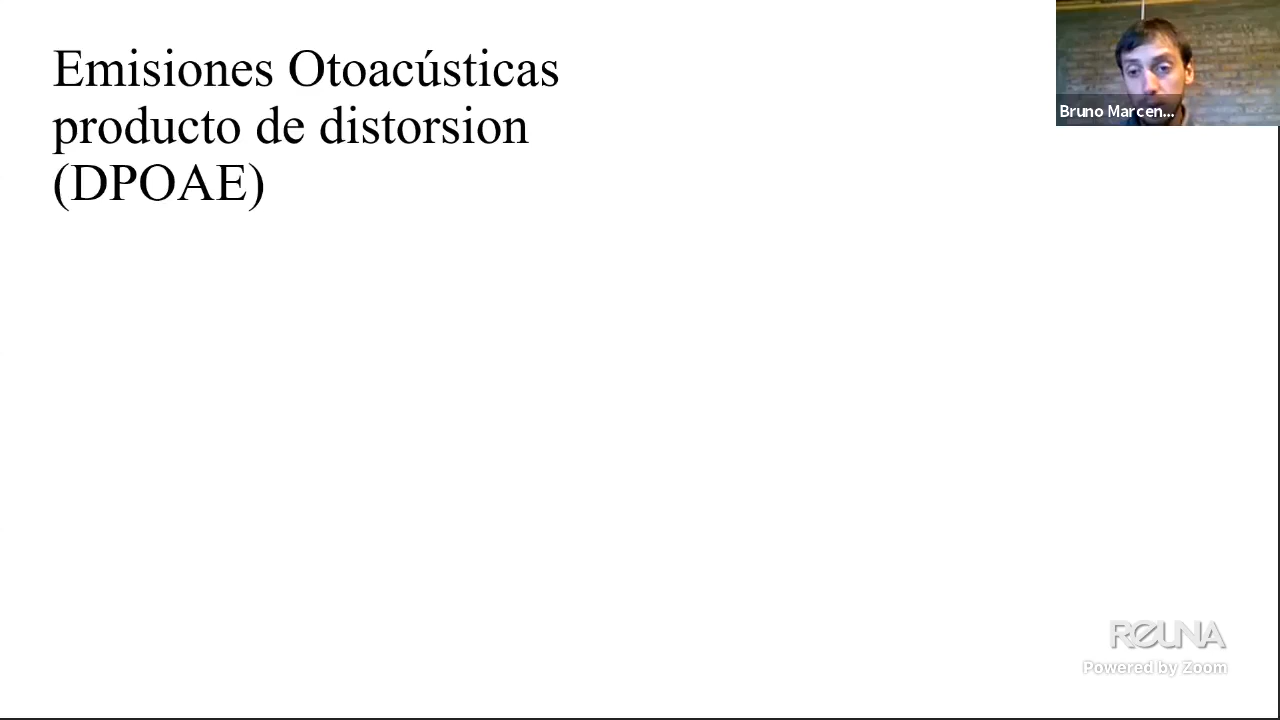 Emisiones Otoacústicas
producto de distorsion
(DPOAE)
Bruno Marcen...
REUNA
Powered by Zoom